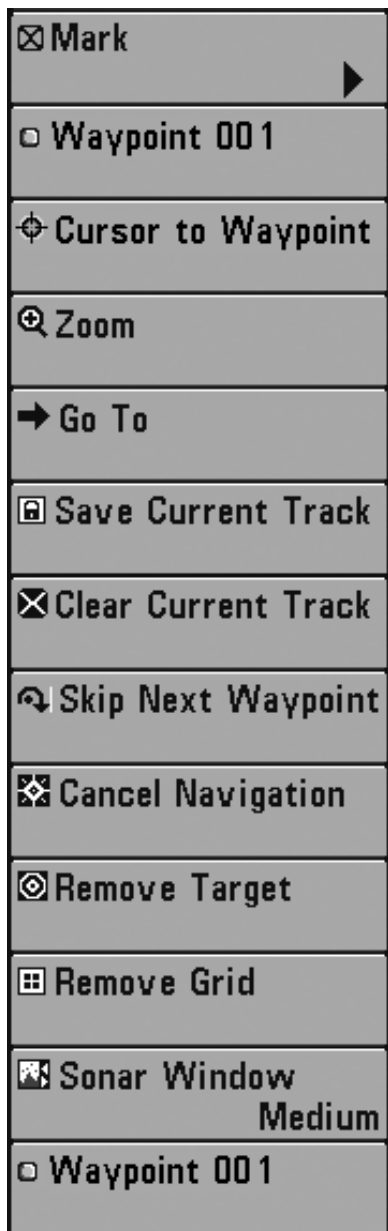 Mark
Waypoint 001
Cursor to Waypoint
Zoom
Go To
Save Current Track
Clear Current Track
Skip Next Waypoint
Cancel Navigation
Remove Target
Remove Grid
Sonar Window
Medium
Waypoint 001